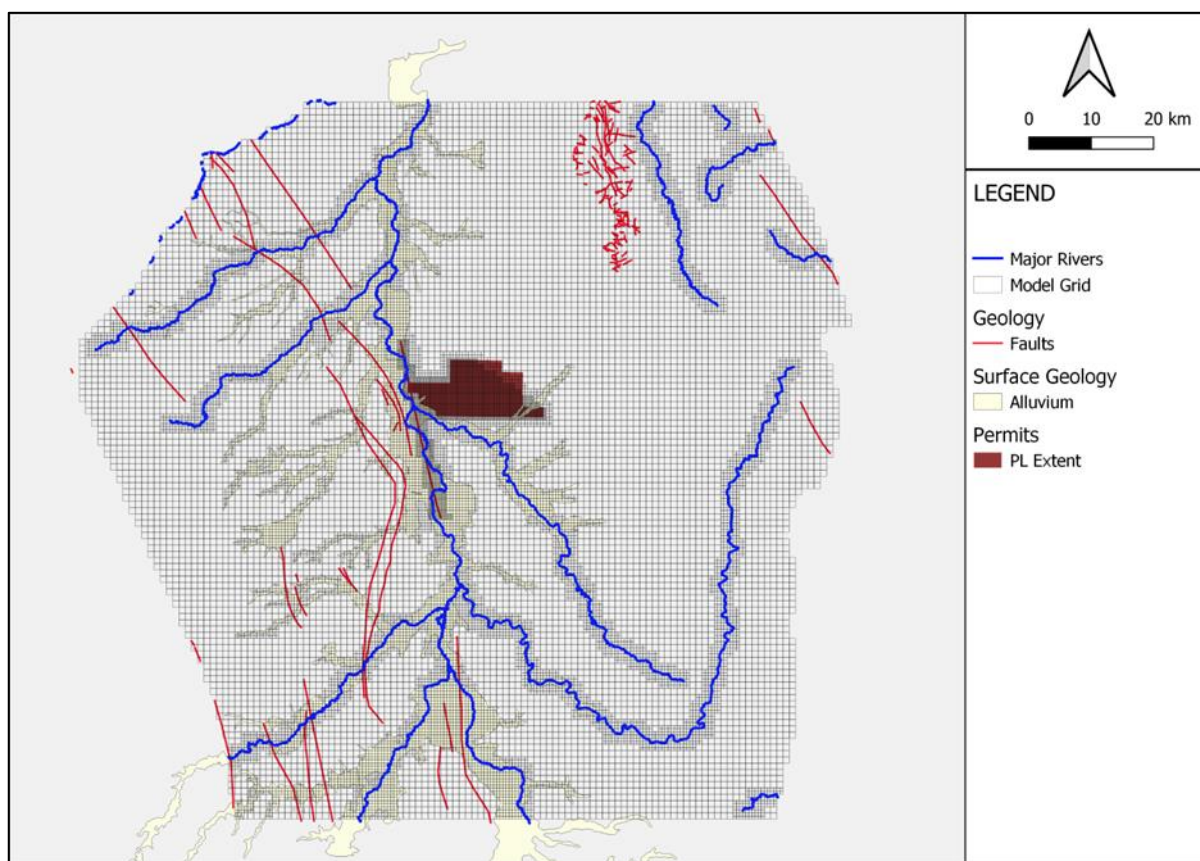 0 10 20 km
LEGEND
Major Rivers
Model Grid
Geology
Faults
Surface Geology
Alluvium
Permits
PL Extent